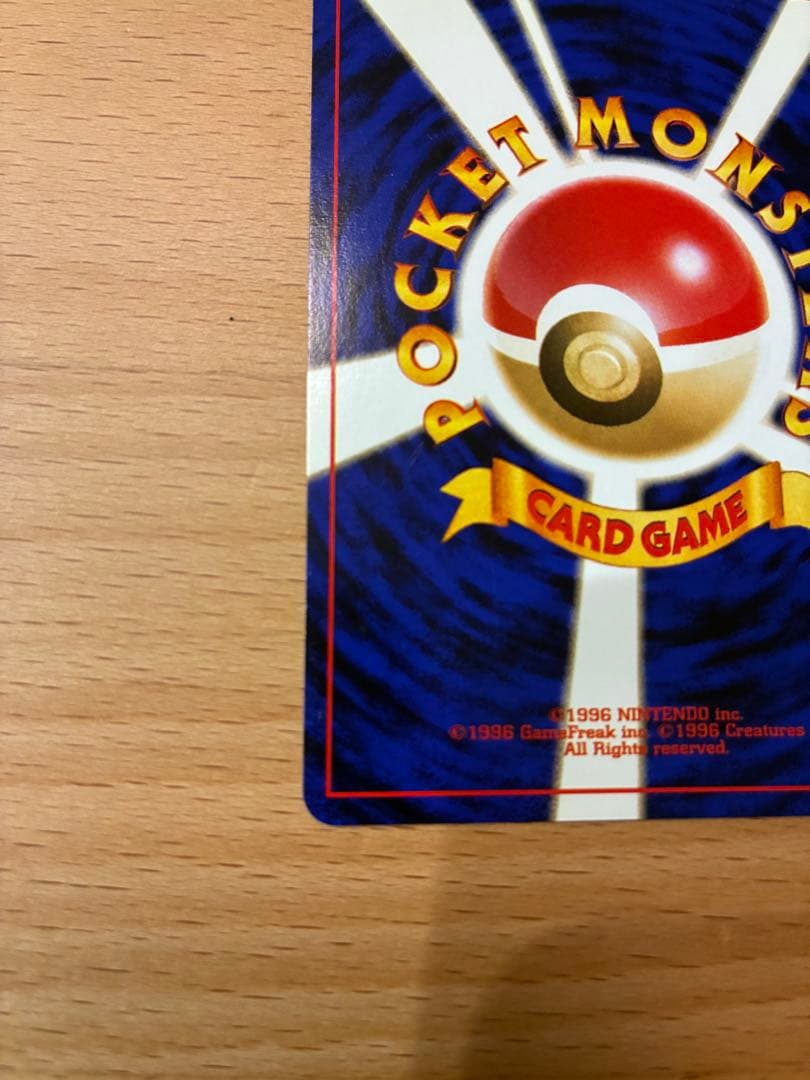 POCKET MONSTERS
CARD GAME
©1996 NINTENDO inc.
©1996 GameFreak inc. ©1996 Creatures
All Rights reserved.